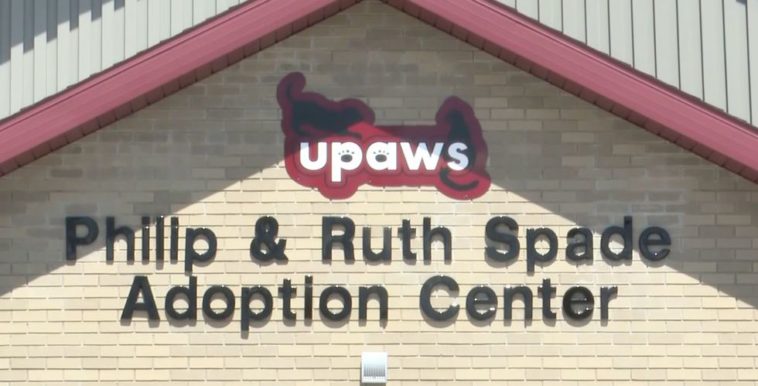 upaws
Philip & Ruth Spade
Adoption Center